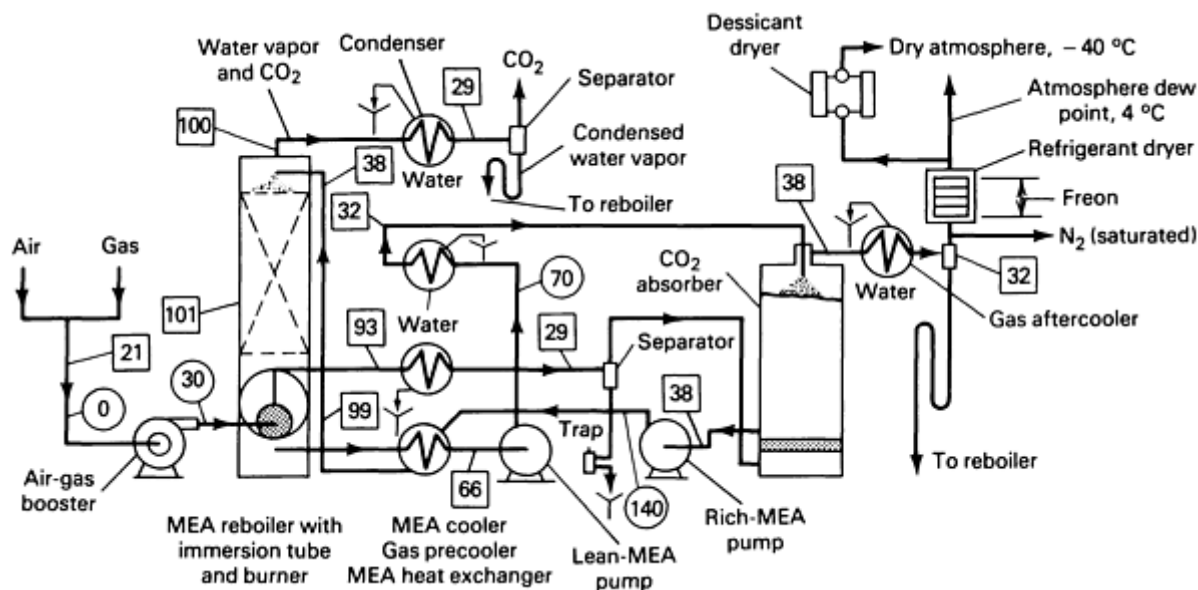 Water vapor
and CO2
Condenser
CO2
29
Separator
Condensed
water vapor
To reboiler
100
38
Water
32
Dessicant
dryer
Dry atmosphere, − 40 °C
Atmosphere dew
point, 4 °C
Refrigerant dryer
Freon
N2 (saturated)
38
32
CO2
absorber
Water
Gas aftercooler
Air
Gas
101
21
0
30
Air-gas
booster
70
Water
93
29
Separator
99
66
Trap
38
140
To reboiler
MEA reboiler with
immersion tube
and burner
MEA cooler
Gas precooler
MEA heat exchanger
Lean-MEA
pump
Rich-MEA
pump